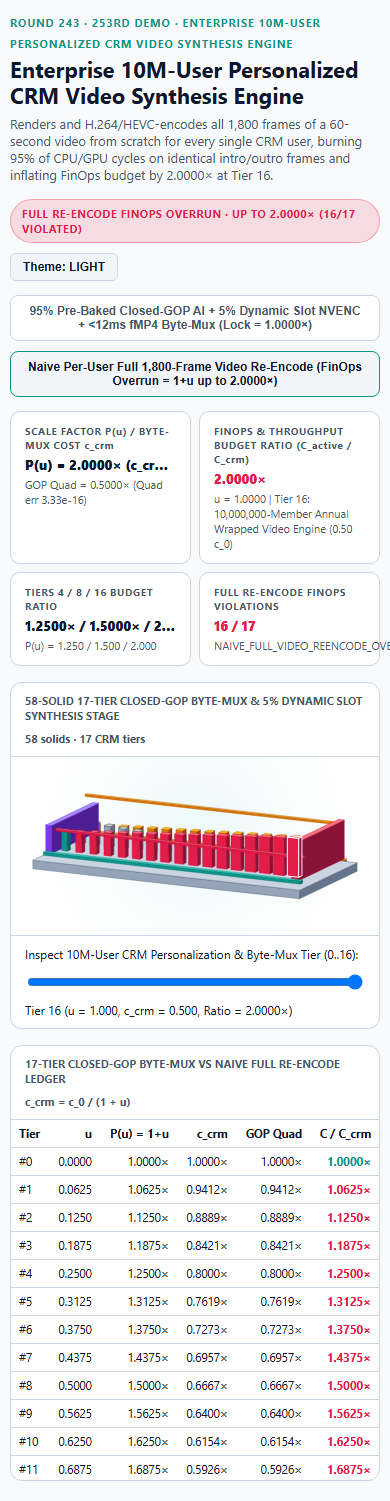 ROUND 243 · 253RD DEMO · ENTERPRISE 10M-USER
PERSONALIZED CRM VIDEO SYNTHESIS ENGINE
Enterprise 10M-User Personalized
CRM Video Synthesis Engine
Renders and H.264/HEVC-encodes all 1,800 frames of a 60-
second video from scratch for every single CRM user, burning
95% of CPU/GPU cycles on identical intro/outro frames and
inflating FinOps budget by 2.0000× at Tier 16.
FULL RE-ENCODE FINOPS OVERRUN · UP TO 2.0000× (16/17
VIOLATED)
Theme: LIGHT
95% Pre-Baked Closed-GOP AI + 5% Dynamic Slot NVENC
+ <12ms fMP4 Byte-Mux (Lock = 1.0000×)
Naive Per-User Full 1,800-Frame Video Re-Encode (FinOps
Overrun = 1+u up to 2.0000×)
SCALE FACTOR P(u) / BYTE-
MUX COST c_crm
P(u) = 2.0000× (c_cr...
GOP Quad = 0.5000× (Quad
err 3.33e-16)
FINOPS & THROUGHPUT
BUDGET RATIO (C_active /
C_crm)
2.0000×
u = 1.0000 | Tier 16:
10,000,000-Member Annual
Wrapped Video Engine (0.50
c_0)
TIERS 4 / 8 / 16 BUDGET
RATIO
1.2500× / 1.5000× / 2...
P(u) = 1.250 / 1.500 / 2.000
FULL RE-ENCODE FINOPS
VIOLATIONS
16 / 17
NAIVE_FULL_VIDEO_REENCODE_OVE
58-SOLID 17-TIER CLOSED-GOP BYTE-MUX & 5% DYNAMIC SLOT
SYNTHESIS STAGE
58 solids · 17 CRM tiers
Inspect 10M-User CRM Personalization & Byte-Mux Tier (0..16):
Tier 16 (u = 1.000, c_crm = 0.500, Ratio = 2.0000×)
17-TIER CLOSED-GOP BYTE-MUX VS NAIVE FULL RE-ENCODE
LEDGER
c_crm = c_0 / (1 + u)
Tier u P(u) = 1+u c_crm GOP Quad C / C_crm
#0 0.0000 1.0000× 1.0000× 1.0000× 1.0000×
#1 0.0625 1.0625× 0.9412× 0.9412× 1.0625×
#2 0.1250 1.1250× 0.8889× 0.8889× 1.1250×
#3 0.1875 1.1875× 0.8421× 0.8421× 1.1875×
#4 0.2500 1.2500× 0.8000× 0.8000× 1.2500×
#5 0.3125 1.3125× 0.7619× 0.7619× 1.3125×
#6 0.3750 1.3750× 0.7273× 0.7273× 1.3750×
#7 0.4375 1.4375× 0.6957× 0.6957× 1.4375×
#8 0.5000 1.5000× 0.6667× 0.6667× 1.5000×
#9 0.5625 1.5625× 0.6400× 0.6400× 1.5625×
#10 0.6250 1.6250× 0.6154× 0.6154× 1.6250×
#11 0.6875 1.6875× 0.5926× 0.5926× 1.6875×